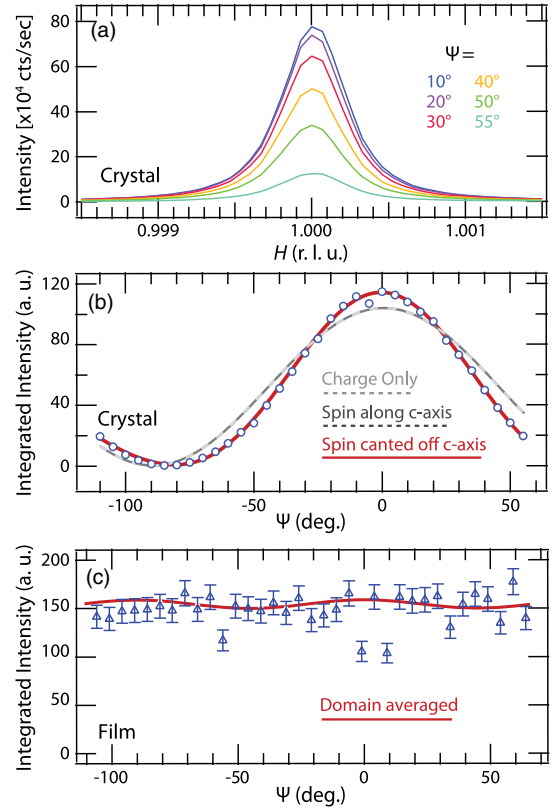 (a)
Intensity [x10⁴ cts/sec]
80
60
40
20
0
Ψ =
10° 40°
20° 50°
30° 55°
Crystal
0.999 1.000 1.001
H (r. l. u.)
(b)
Integrated Intensity (a. u.)
120
80
40
0
Charge Only
Spin along c-axis
Spin canted off c-axis
Crystal
-100 -50 0 50
Ψ (deg.)
(c)
Integrated Intensity (a. u.)
200
150
100
50
0
Domain averaged
Film
-100 -50 0 50
Ψ (deg.)